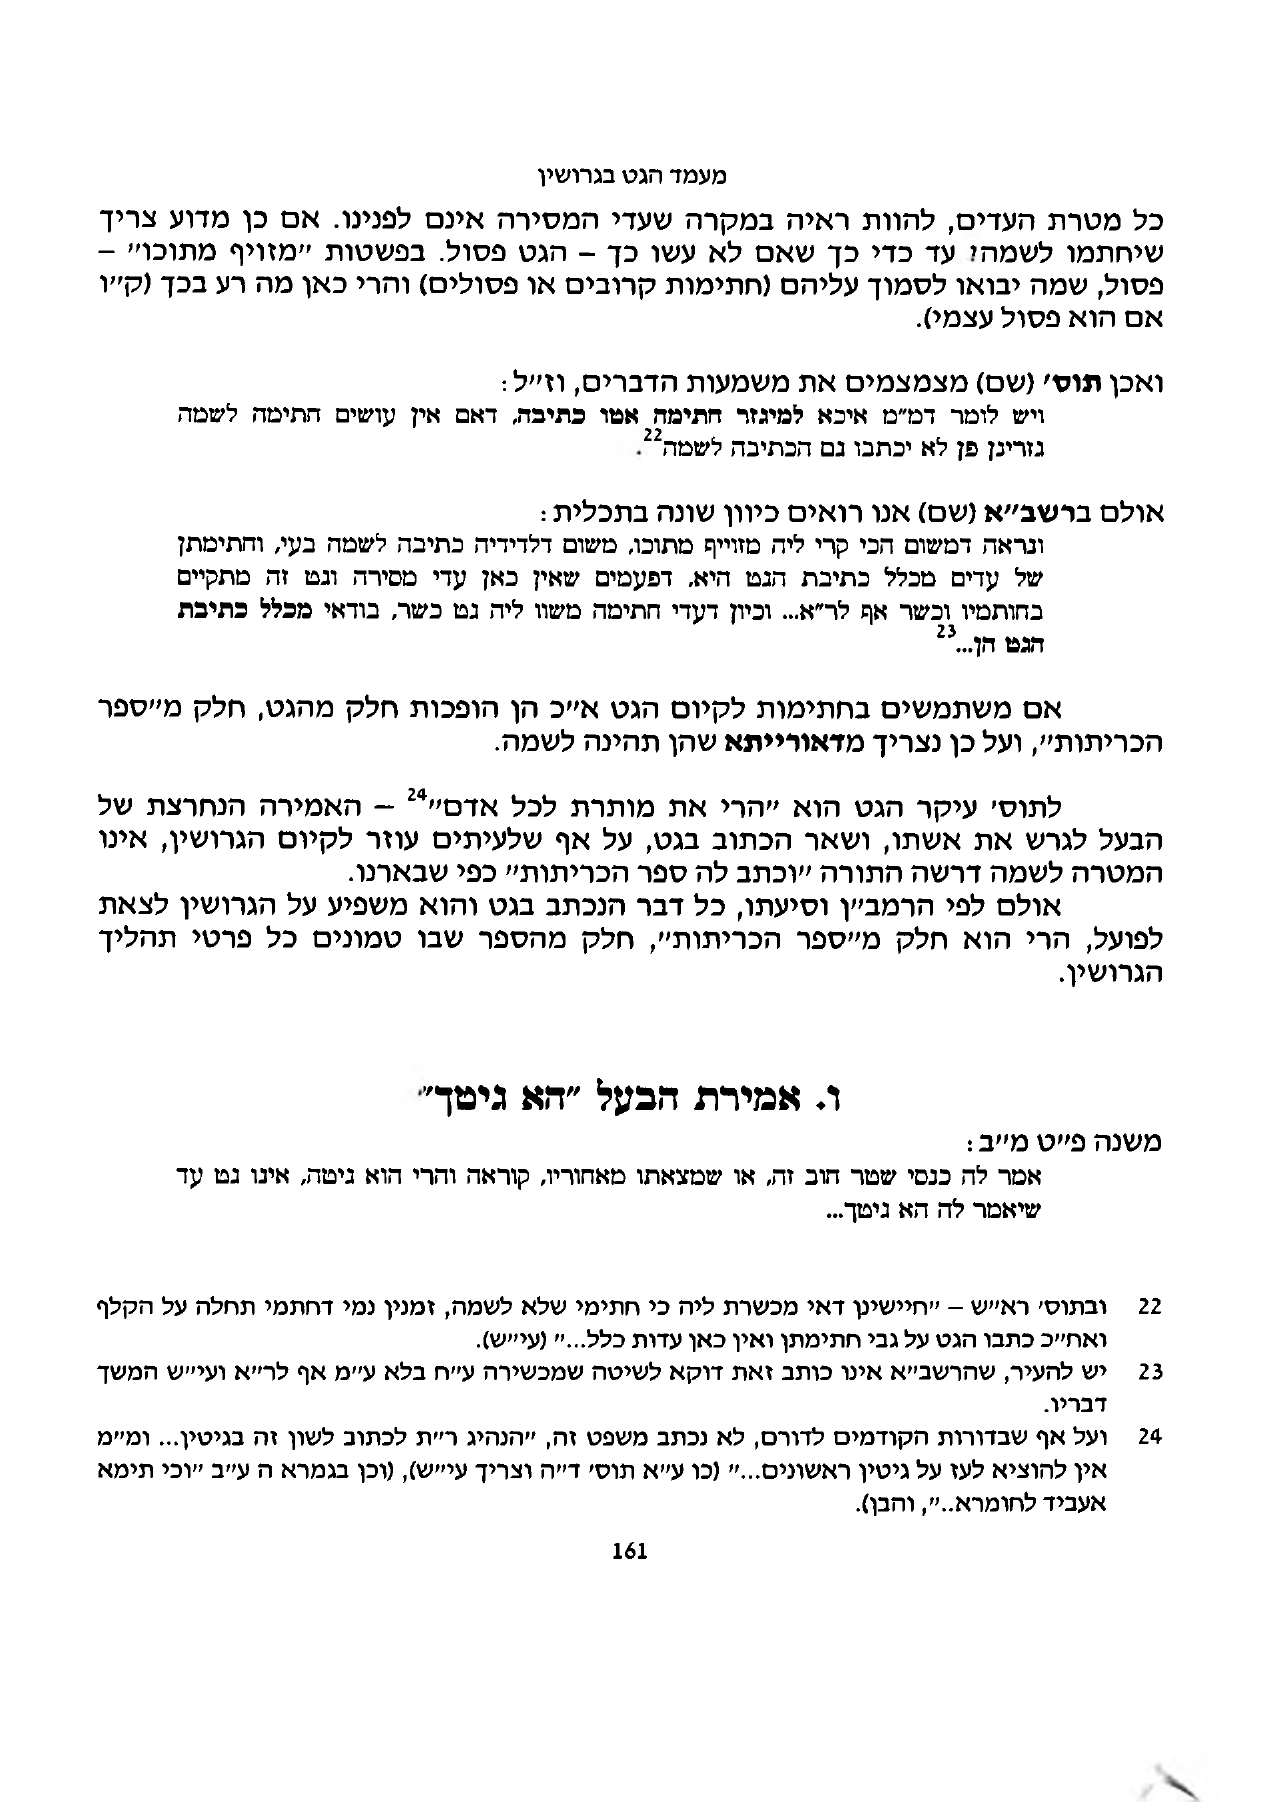 מעמד הגט בגרושין
כל מטרת העדים, להוות ראיה במקרה שעדי המסירה אינם לפנינו. אם כן מדוע צריך
שיחתמו לשמה? עד כדי כך שאם לא עשו כך – הגט פסול. בפשטות "מזויף מתוכו" –
פסול, שמה יבואו לסמוך עליהם (חתימות קרובים או פסולים) והרי כאן מה רע בכך (ק"ו
אם הוא פסול עצמי).
ואכן תוס' (שם) מצמצמים את משמעות הדברים, וז"ל:
ויש לומר דמ"מ איכא למיגזר חתימה אטו כתיבה, דאם אין עושים חתימה לשמה
גזרינן פן לא יכתבו גם הכתיבה לשמה22.
אולם ברשב"א (שם) אנו רואים כיוון שונה בתכלית:
ונראה דמשום הכי קרי ליה מזוייף מתוכו, משום דלדידיה כתיבה לשמה בעי, וחתימתן
של עדים מכלל כתיבת הגט היא, דפעמים שאין כאן עדי מסירה וגט זה מתקיים
בחותמיו וכשר אף לר"א... וכיון דעדי חתימה משוו ליה גט כשר, בודאי מכלל כתיבת
הגט הן...23
אם משתמשים בחתימות לקיום הגט א"כ הן הופכות חלק מהגט, חלק מ"ספר
הכריתות", ועל כן נצריך מדאורייתא שהן תהינה לשמה.
לתוס' עיקר הגט הוא "הרי את מותרת לכל אדם"24 – האמירה הנחרצת של
הבעל לגרש את אשתו, ושאר הכתוב בגט, על אף שלעיתים עוזר לקיום הגרושין, אינו
המטרה לשמה דרשה התורה "וכתב לה ספר הכריתות" כפי שבארנו.
אולם לפי הרמב"ן וסיעתו, כל דבר הנכתב בגט והוא משפיע על הגרושין לצאת
לפועל, הרי הוא חלק מ"ספר הכריתות", חלק מהספר שבו טמונים כל פרטי תהליך
הגרושין.
ו. אמירת הבעל "הא גיטך"
משנה פ"ט מ"ב:
אמר לה כנסי שטר חוב זה, או שמצאתו מאחוריו, קוראה והרי הוא גיטה, אינו גט עד
שיאמר לה הא גיטך...
22 ובתוס' רא"ש – "חיישינן דאי מכשרת ליה כי חתימי שלא לשמה, זמנין נמי דחתמי תחלה על הקלף
ואח"כ כתבו הגט על גבי חתימתן ואין כאן עדות כלל..." (עי"ש).
23 יש להעיר, שהרשב"א אינו כותב זאת דוקא לשיטה שמכשירה ע"ח בלא ע"מ אף לר"א ועי"ש המשך
דבריו.
24 ועל אף שבדורות הקודמים לדורם, לא נכתב משפט זה, "הנהיג ר"ת לכתוב לשון זה בגיטין... ומ"מ
אין להוציא לעז על גיטין ראשונים..." (כו ע"א תוס' ד"ה וצריך עי"ש), (וכן בגמרא ה ע"ב "וכי תימא
אעביד לחומרא..", והבן).
161